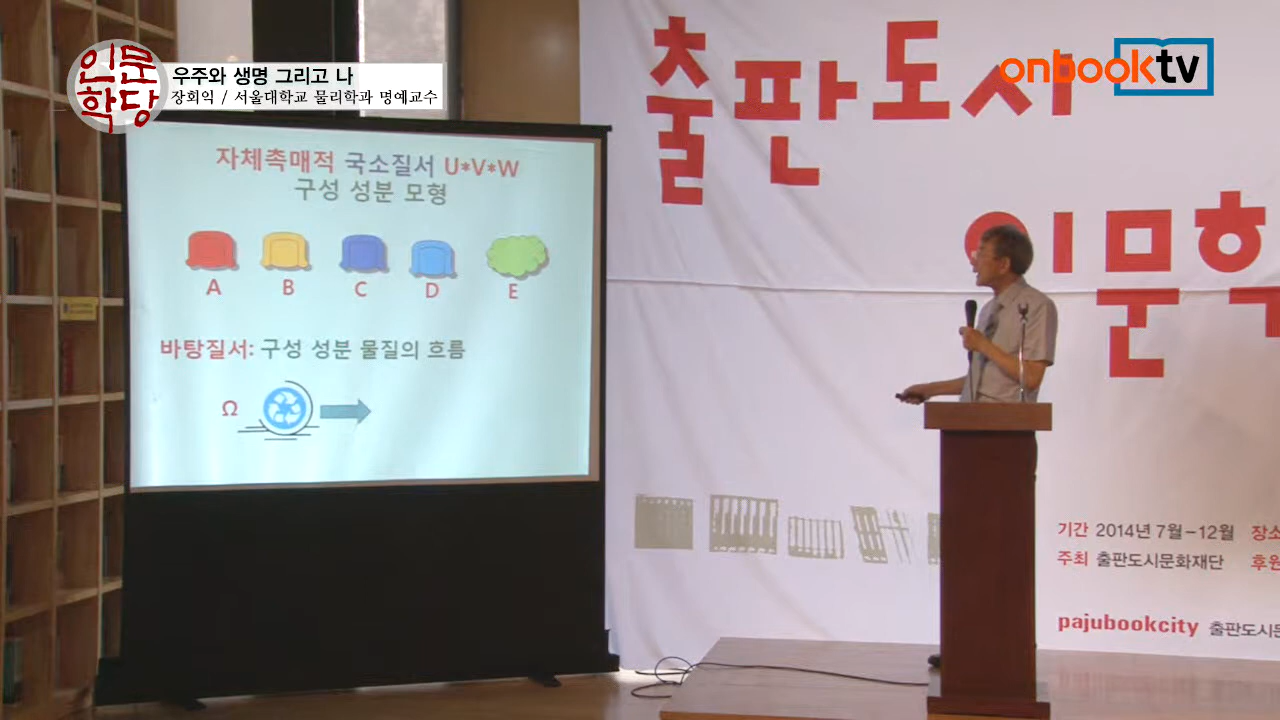 인문
학당
우주와 생명 그리고 나
장회익 / 서울대학교 물리학과 명예교수
onbooktv
출판도시
인문학
자체촉매적 국소질서 U*V*W
구성 성분 모형
A B C D E
바탕질서: 구성 성분 물질의 흐름
Ω
기간 2014년 7월-12월 장소
주최 출판도시문화재단 후원
pajubookcity 출판도시문